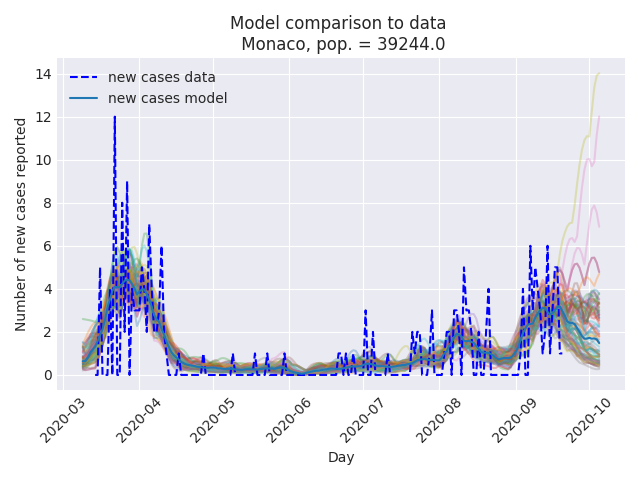 Model comparison to data
Monaco, pop. = 39244.0
new cases data
new cases model
Number of new cases reported
14
12
10
8
6
4
2
0
2020-03
2020-04
2020-05
2020-06
2020-07
2020-08
2020-09
2020-10
Day